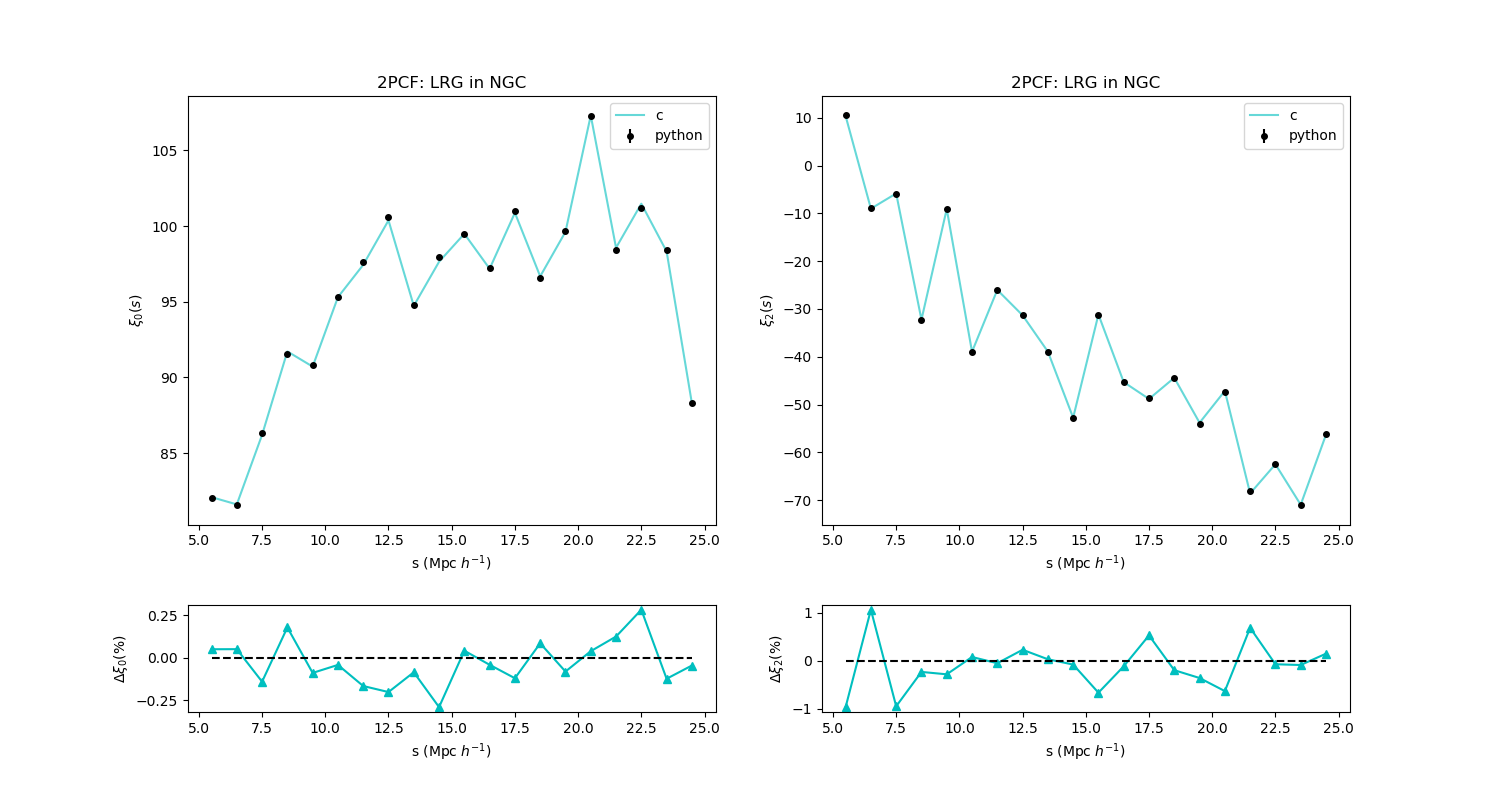 2PCF: LRG in NGC
c
python
ξ₀(s)
105
100
95
90
85
5.0 7.5 10.0 12.5 15.0 17.5 20.0 22.5 25.0
s (Mpc h⁻¹)
Δξ₀(%)
0.25
0.00
−0.25
5.0 7.5 10.0 12.5 15.0 17.5 20.0 22.5 25.0
s (Mpc h⁻¹)
2PCF: LRG in NGC
c
python
ξ₂(s)
10
0
−10
−20
−30
−40
−50
−60
−70
5.0 7.5 10.0 12.5 15.0 17.5 20.0 22.5 25.0
s (Mpc h⁻¹)
Δξ₂(%)
1
0
−1
5.0 7.5 10.0 12.5 15.0 17.5 20.0 22.5 25.0
s (Mpc h⁻¹)